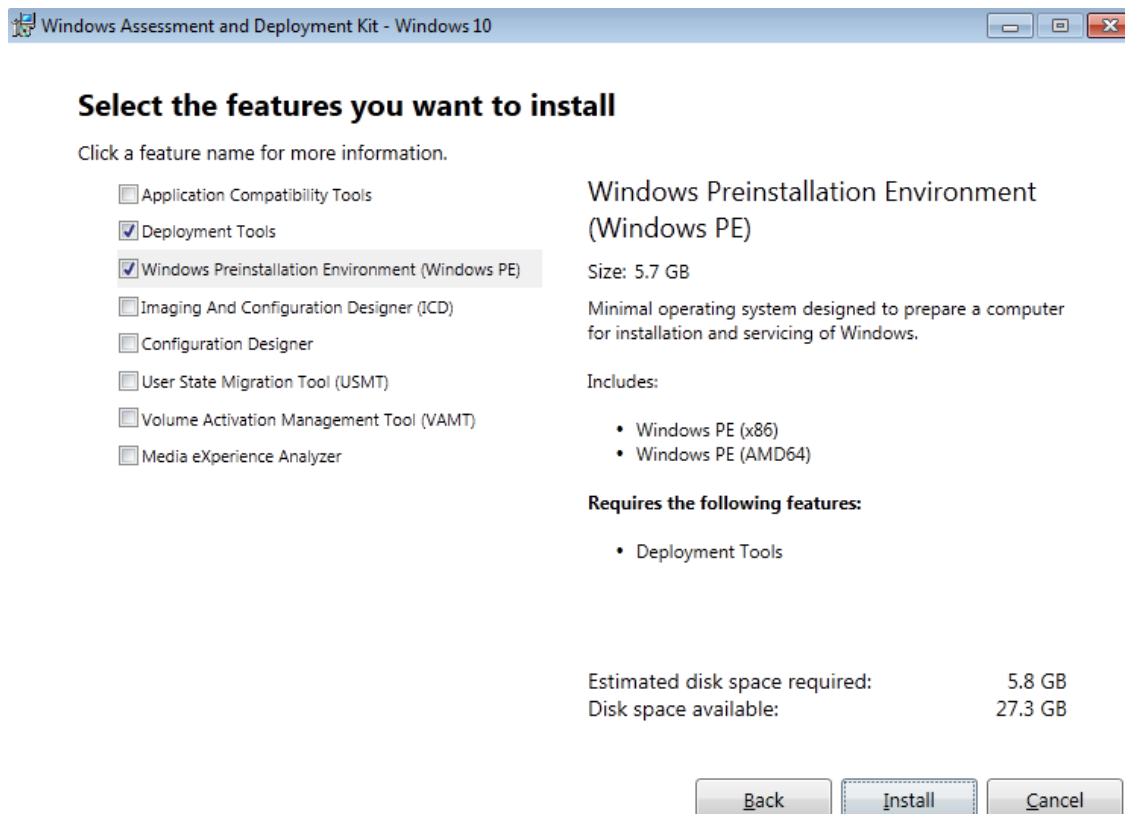 Windows Assessment and Deployment Kit - Windows 10
Select the features you want to install
Click a feature name for more information.
Application Compatibility Tools
Deployment Tools
Windows Preinstallation Environment (Windows PE)
Imaging And Configuration Designer (ICD)
Configuration Designer
User State Migration Tool (USMT)
Volume Activation Management Tool (VAMT)
Media eXperience Analyzer
Windows Preinstallation Environment
(Windows PE)
Size: 5.7 GB
Minimal operating system designed to prepare a computer
for installation and servicing of Windows.
Includes:
• Windows PE (x86)
• Windows PE (AMD64)
Requires the following features:
• Deployment Tools
Estimated disk space required: 5.8 GB
Disk space available: 27.3 GB
Back Install Cancel